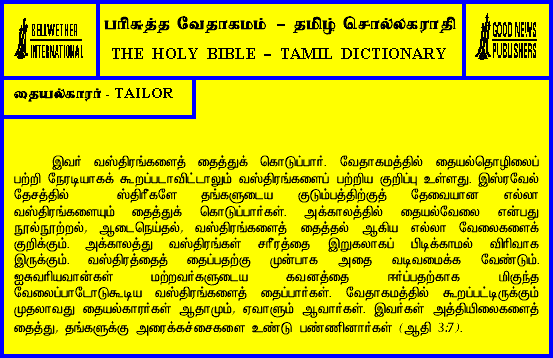 BELLWETHER
INTERNATIONAL
பரிசுத்த வேதாகமம் – தமிழ் சொல்லகராதி
THE HOLY BIBLE – TAMIL DICTIONARY
GOOD NEWS
PUBLISHERS
தையல்காரர் - TAILOR
இவர் வஸ்திரங்களைத் தைத்துக் கொடுப்பார். வேதாகமத்தில் தையல்தொழிலைப்
பற்றி நேரடியாகக் கூறப்படாவிட்டாலும் வஸ்திரங்களைப் பற்றிய குறிப்பு உள்ளது. இஸ்ரவேல்
தேசத்தில் ஸ்திரீகளே தங்களுடைய குடும்பத்திற்குத் தேவையான எல்லா
வஸ்திரங்களையும் தைத்துக் கொடுப்பார்கள். அக்காலத்தில் தையல்வேலை என்பது
நூல்நூற்றல், ஆடைநெய்தல், வஸ்திரங்களைத் தைத்தல் ஆகிய எல்லா வேலைகளைக்
குறிக்கும். அக்காலத்து வஸ்திரங்கள் சரீரத்தை இறுகலாகப் பிடிக்காமல் விரிவாக
இருக்கும். வஸ்திரத்தைத் தைப்பதற்கு முன்பாக அதை வடிவமைக்க வேண்டும்.
ஐசுவரியவான்கள் மற்றவர்களுடைய கவனத்தை ஈர்ப்பதற்காக மிகுந்த
வேலைப்பாடோடுகூடிய வஸ்திரங்களைத் தைப்பார்கள். வேதாகமத்தில் கூறப்பட்டிருக்கும்
முதலாவது தையல்காரர்கள் ஆதாமும், ஏவாளும் ஆவார்கள். இவர்கள் அத்தியிலைகளைத்
தைத்து, தங்களுக்கு அரைக்கச்சைகளை உண்டு பண்ணினார்கள் (ஆதி 3:7).